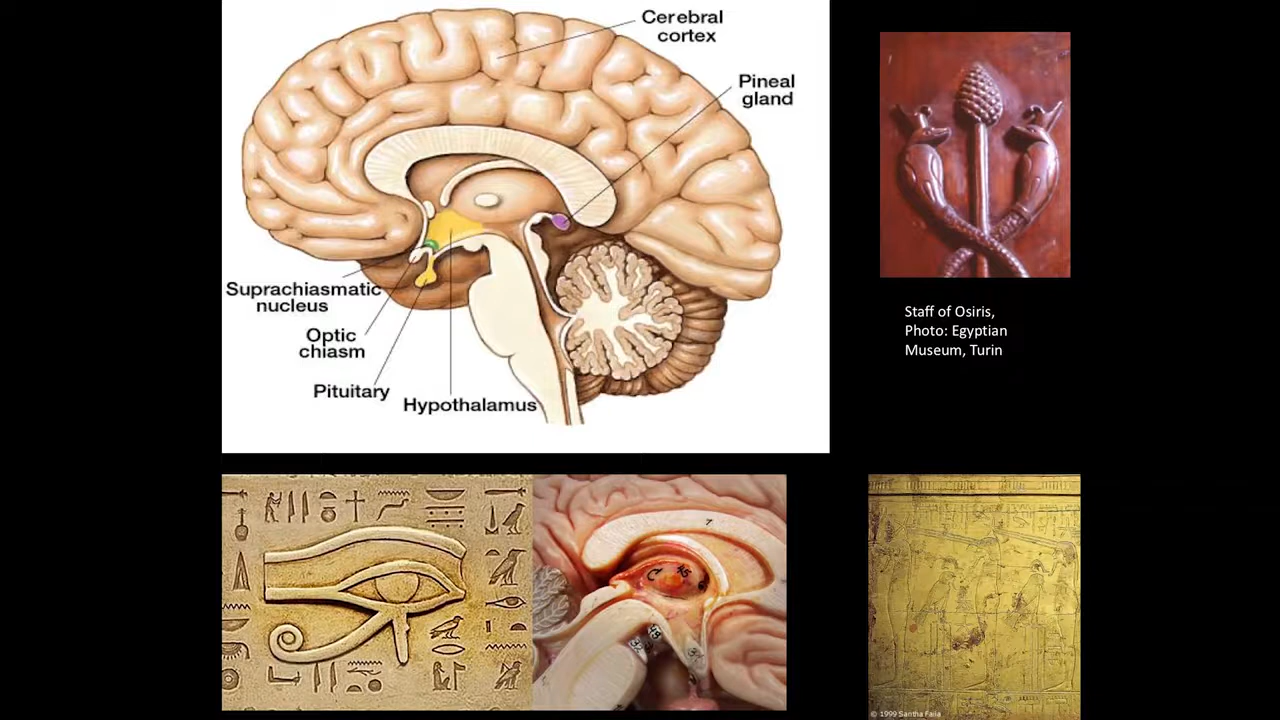 Cerebral
cortex
Pineal
gland
Suprachiasmatic
nucleus
Optic
chiasm
Pituitary
Hypothalamus
Staff of Osiris,
Photo: Egyptian
Museum, Turin
7
© 1999 Santha Faiia